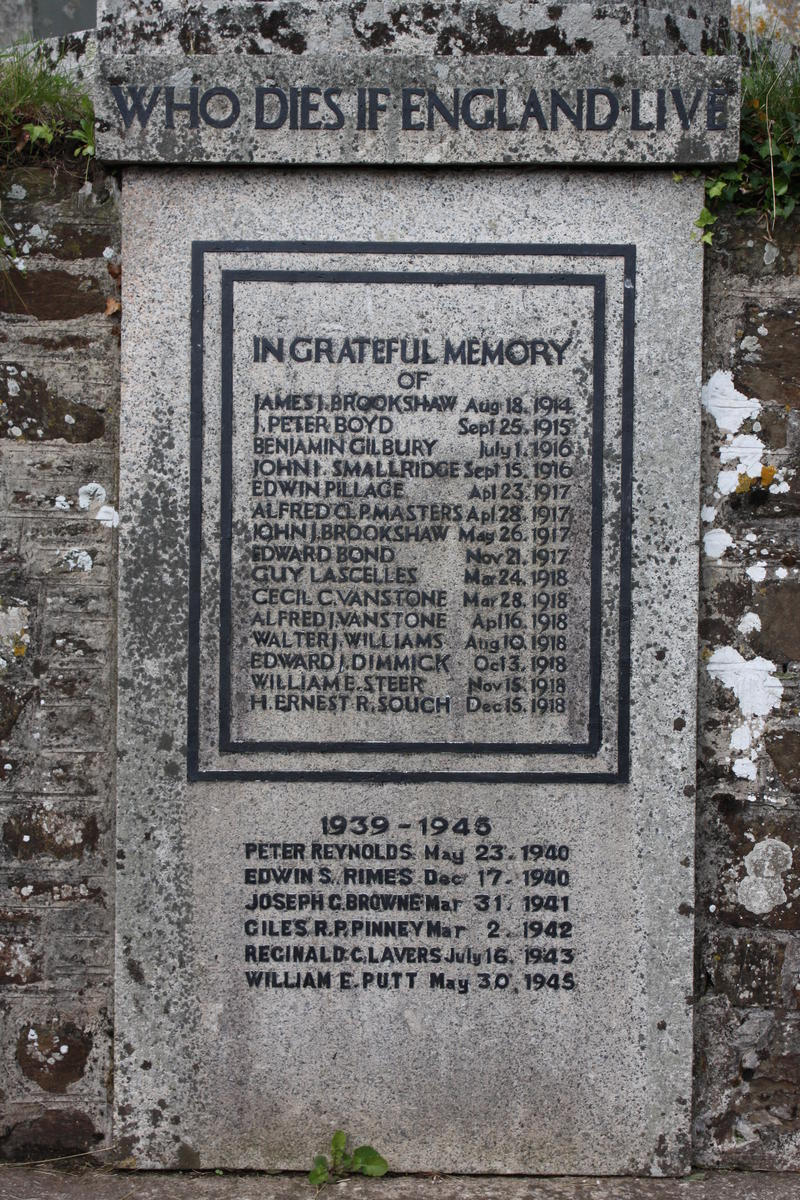 WHO DIES IF ENGLAND LIVE
IN GRATEFUL MEMORY
OF
JAMES J. BROOKSHAW Aug 18. 1914
J. PETER BOYD Sept 25. 1915
BENJAMIN GILBURY July 1. 1916
JOHN I. SMALLRIDGE Sept 15. 1916
EDWIN PILLAGE Apl 23. 1917
ALFRED Cl. P. MASTERS Apl 28. 1917
JOHN J. BROOKSHAW May 26. 1917
EDWARD BOND Nov 21. 1917
GUY LASCELLES Mar 24. 1918
CECIL C. VANSTONE Mar 28. 1918
ALFRED J. VANSTONE Apl 16. 1918
WALTER J. WILLIAMS Aug 10. 1918
EDWARD J. DIMMICK Oct 3. 1918
WILLIAM E. STEER Nov 15. 1918
H. ERNEST R. SOUCH Dec 15. 1918
1939 - 1945
PETER REYNOLDS May 23. 1940
EDWIN S. RIMES Dec 17. 1940
JOSEPH G. BROWNE Mar 31. 1941
GILES R. P. PINNEY Mar 2. 1942
REGINALD C. LAVERS July 16. 1943
WILLIAM E. PUTT May 30. 1945